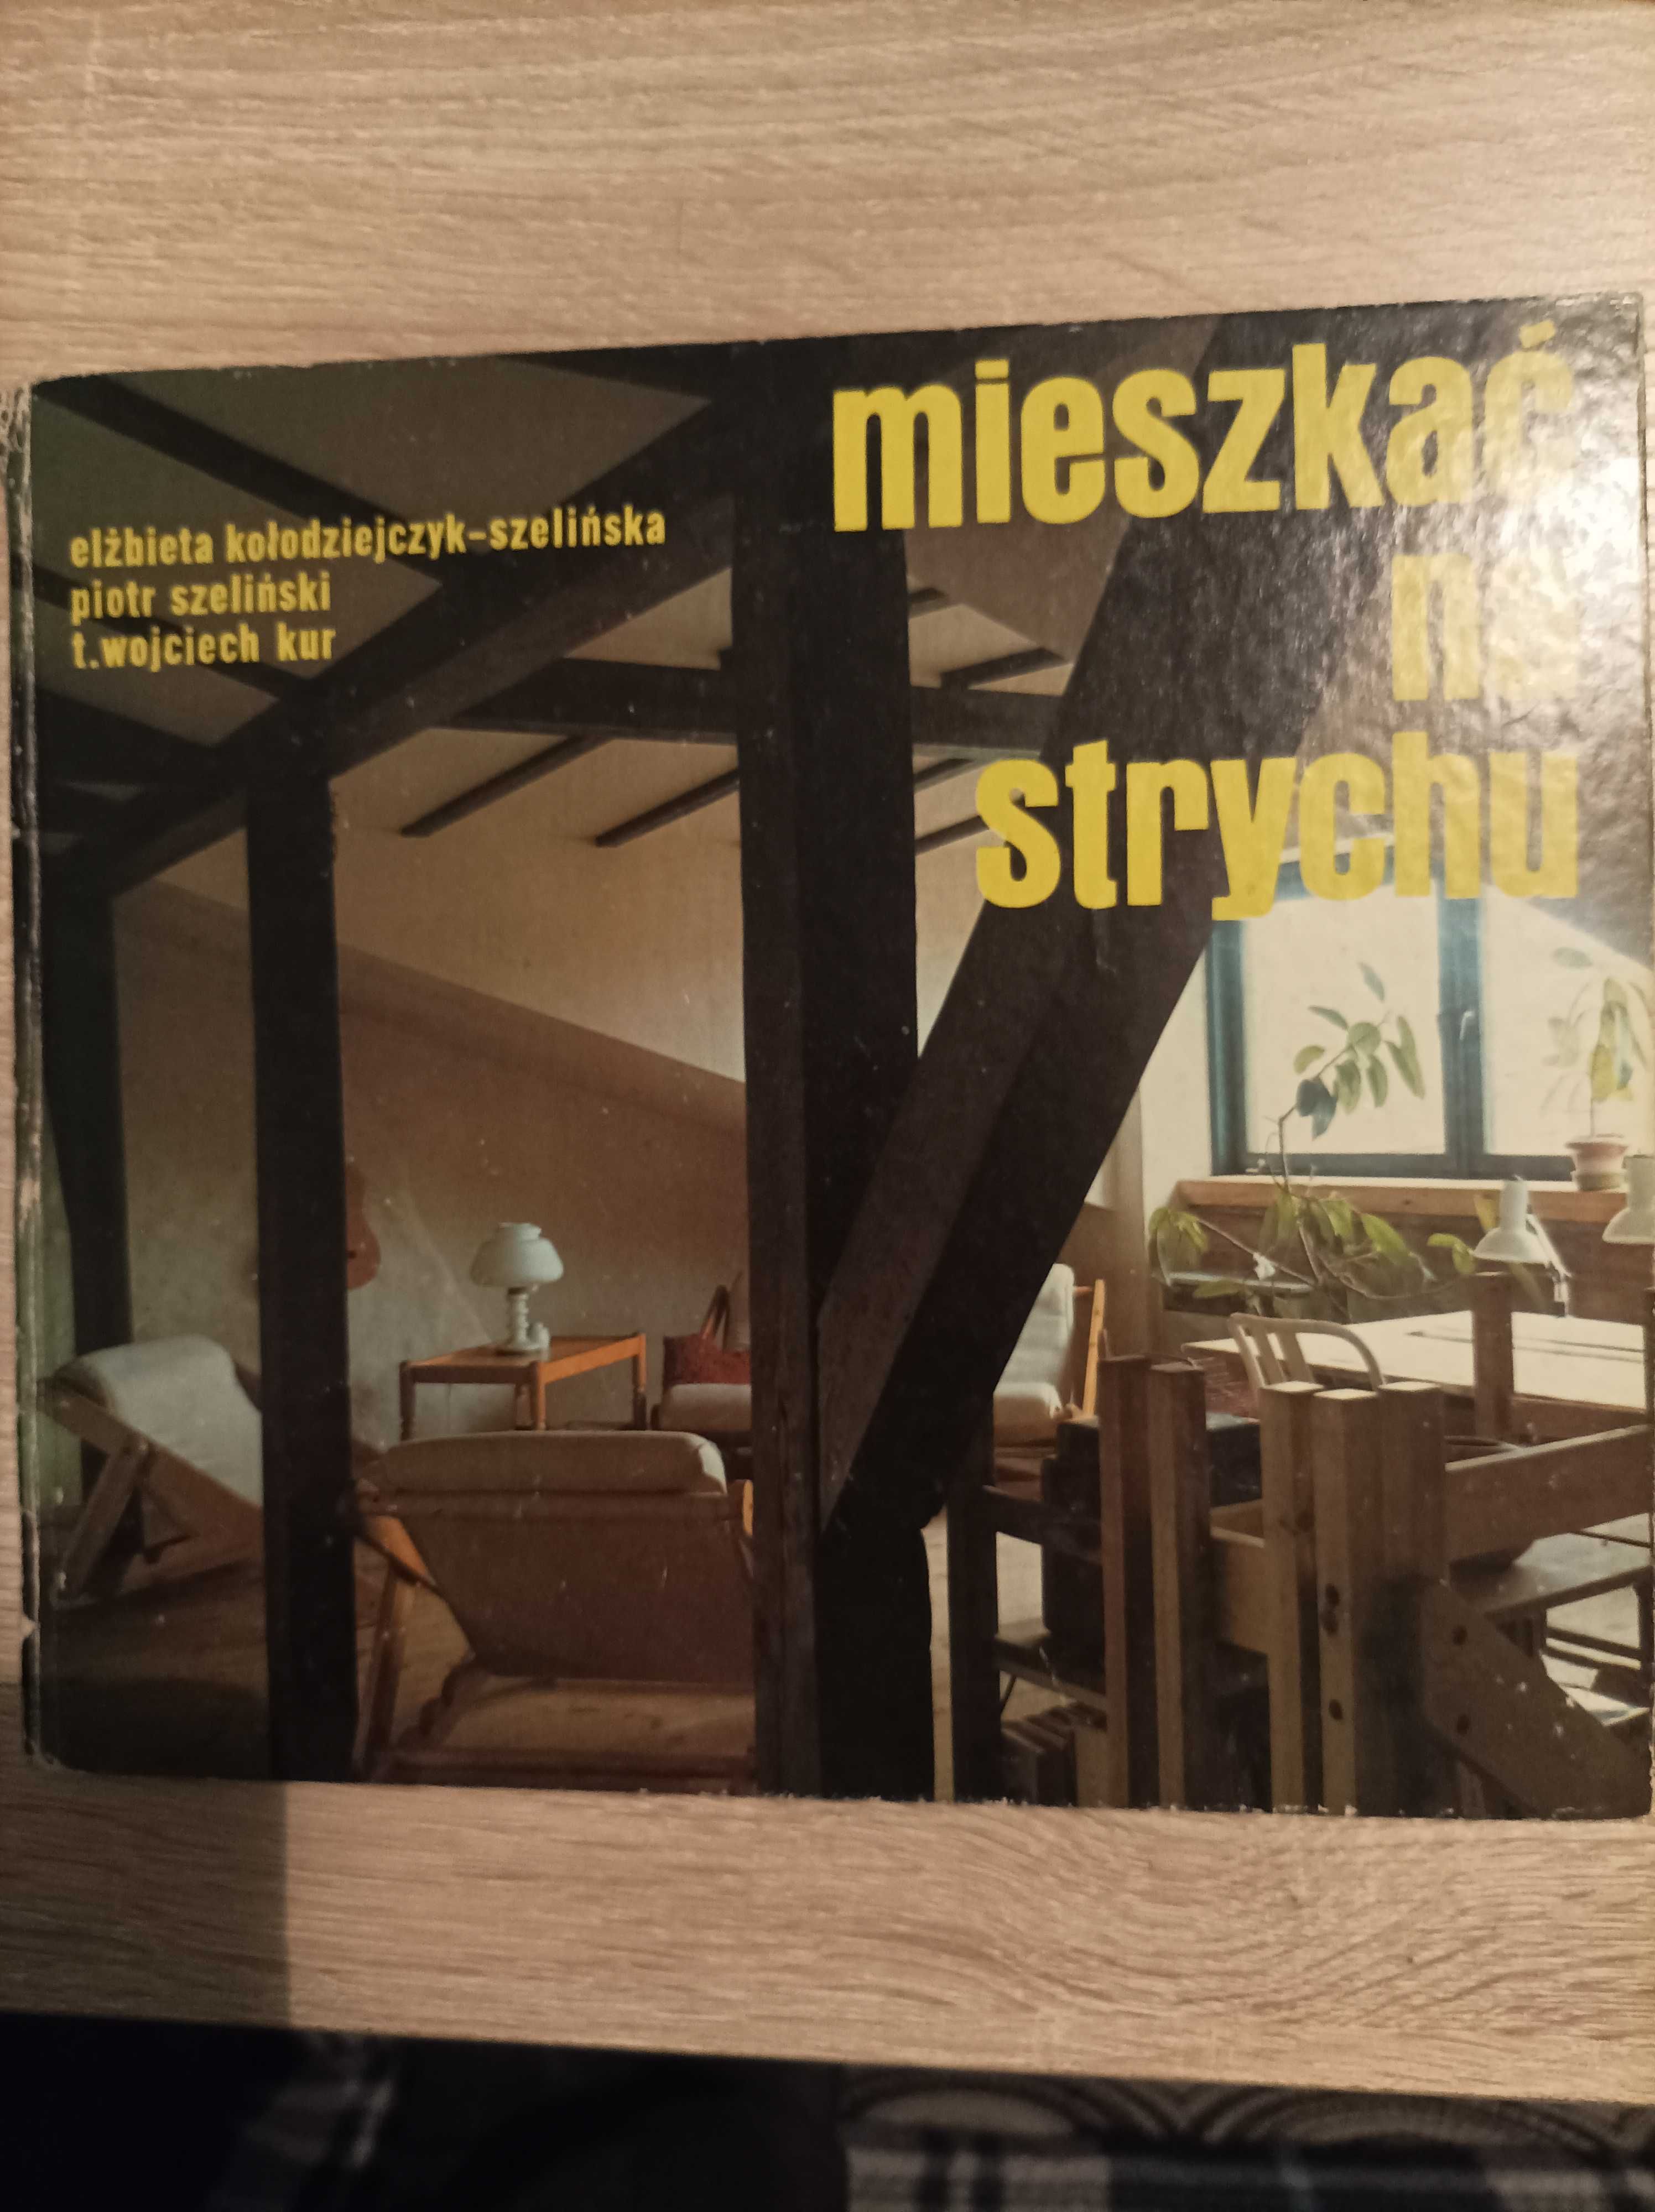 mieszkać
na
strychu
elżbieta kołodziejczyk-szelińska
piotr szeliński
t.wojciech kur